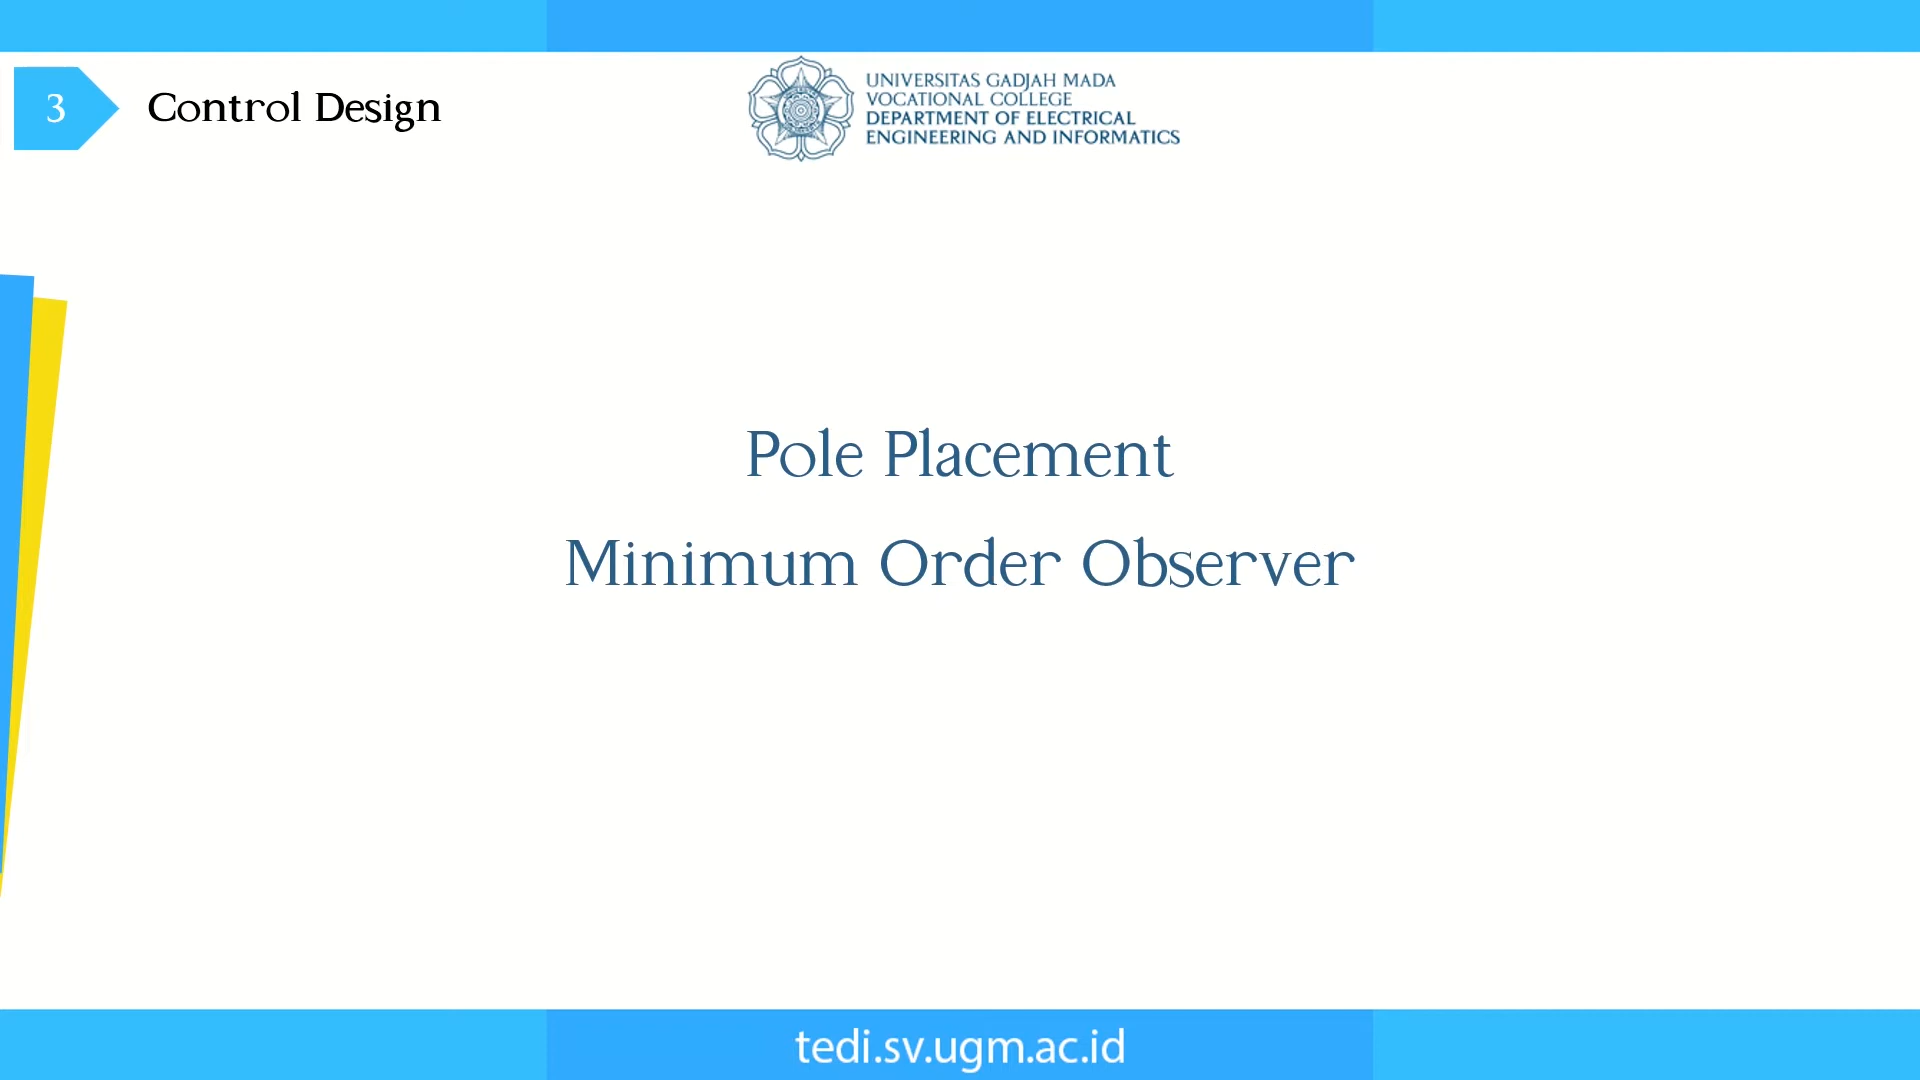 3
Control Design
UNIVERSITAS GADJAH MADA
VOCATIONAL COLLEGE
DEPARTMENT OF ELECTRICAL
ENGINEERING AND INFORMATICS
Pole Placement
Minimum Order Observer
tedi.sv.ugm.ac.id